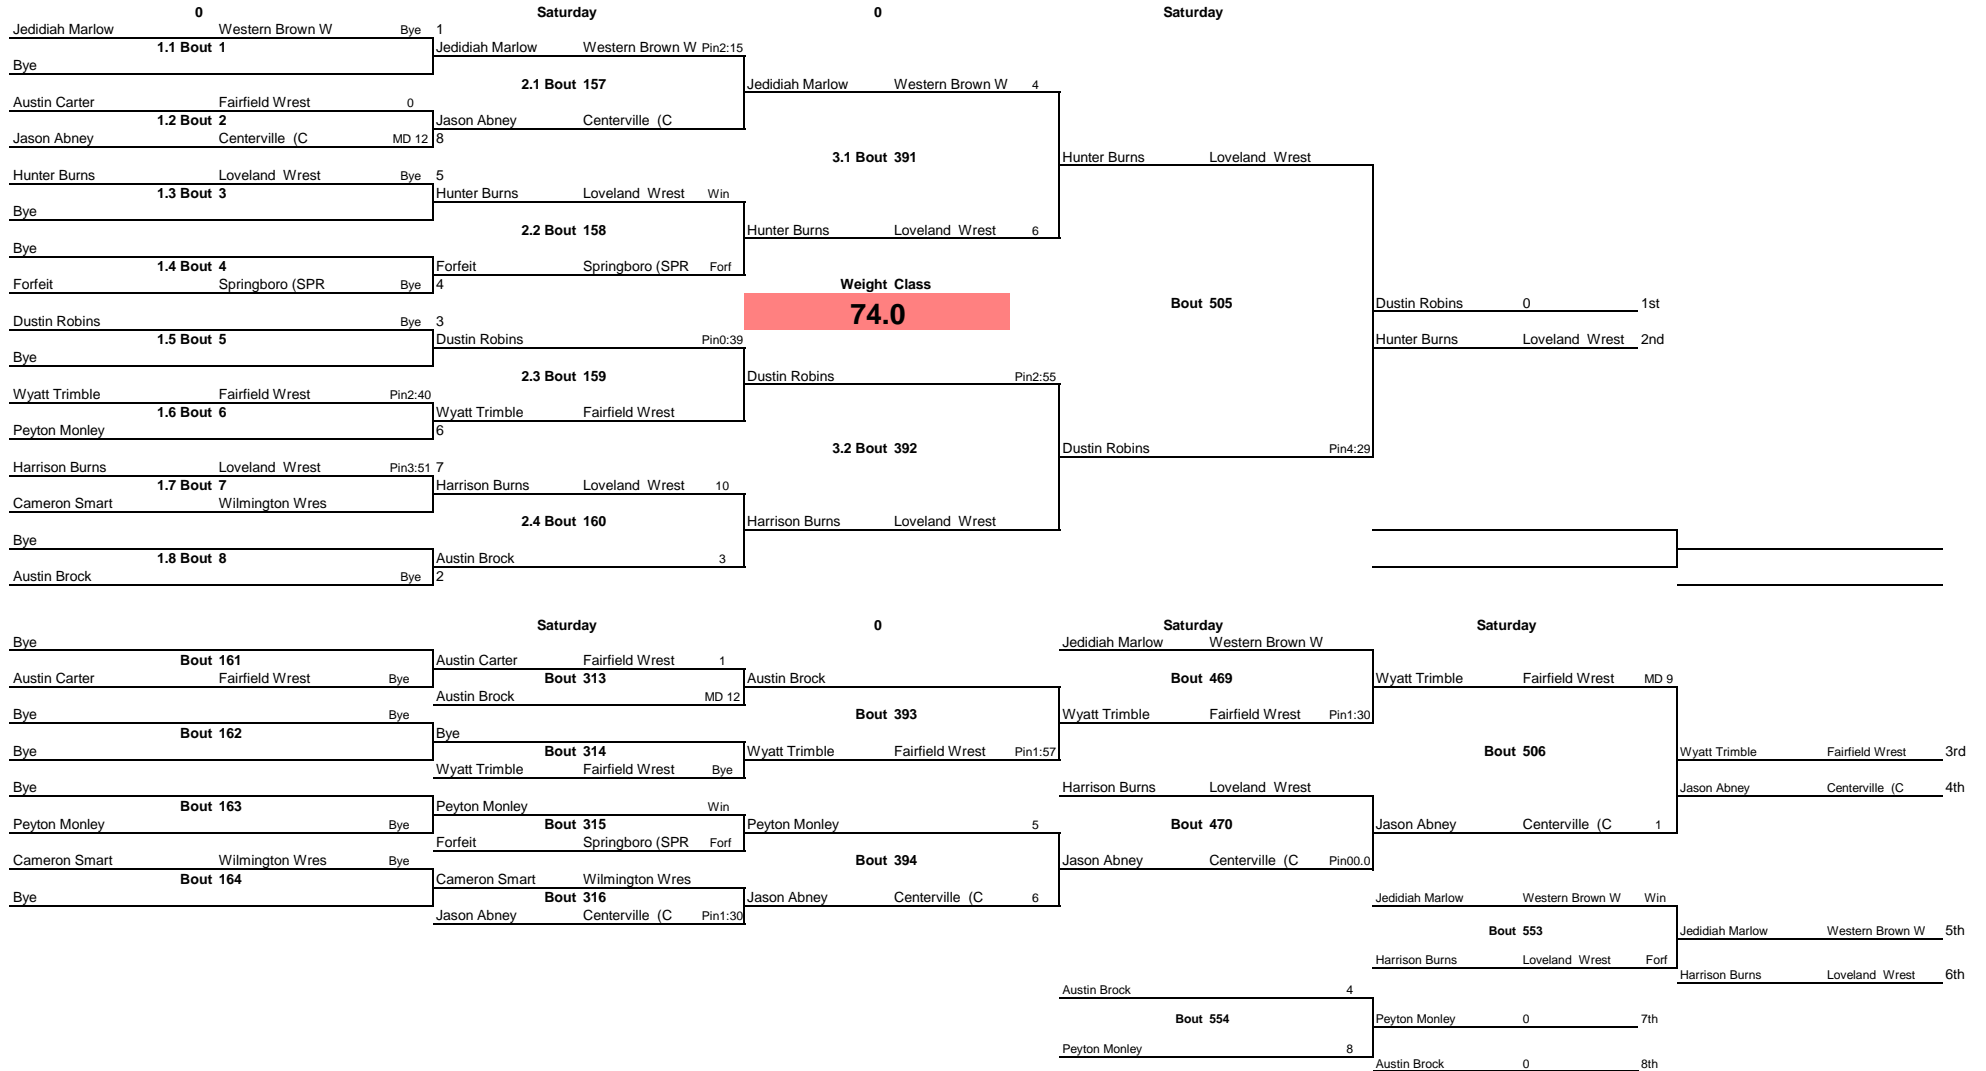 0 Saturday 0 Saturday
Jedidiah Marlow Western Brown W Bye 1
1.1 Bout 1 Jedidiah Marlow Western Brown W Pin2:15
Bye
2.1 Bout 157 Jedidiah Marlow Western Brown W 4
Austin Carter Fairfield Wrest 0
1.2 Bout 2 Jason Abney Centerville (C
Jason Abney Centerville (C MD 12 8
3.1 Bout 391 Hunter Burns Loveland Wrest
Hunter Burns Loveland Wrest Bye 5
1.3 Bout 3 Hunter Burns Loveland Wrest Win
Bye
2.2 Bout 158 Hunter Burns Loveland Wrest 6
Bye
1.4 Bout 4 Forfeit Springboro (SPR Forf
Forfeit Springboro (SPR Bye 4 Weight Class
Bout 505 Dustin Robins 0 1st
74.0
Dustin Robins Bye 3
1.5 Bout 5 Dustin Robins Pin0:39 Hunter Burns Loveland Wrest 2nd
Bye
2.3 Bout 159 Dustin Robins Pin2:55
Wyatt Trimble Fairfield Wrest Pin2:40
1.6 Bout 6 Wyatt Trimble Fairfield Wrest
Peyton Monley 6
3.2 Bout 392 Dustin Robins Pin4:29
Harrison Burns Loveland Wrest Pin3:51 7
1.7 Bout 7 Harrison Burns Loveland Wrest 10
Cameron Smart Wilmington Wres
2.4 Bout 160 Harrison Burns Loveland Wrest
Bye
1.8 Bout 8 Austin Brock 3
Austin Brock Bye 2
Saturday 0 Saturday Saturday
Bye Jedidiah Marlow Western Brown W
Bout 161 Austin Carter Fairfield Wrest 1
Austin Carter Fairfield Wrest Bye Bout 313 Austin Brock Bout 469 Wyatt Trimble Fairfield Wrest MD 9
Austin Brock MD 12
Bye Bye Bout 393 Wyatt Trimble Fairfield Wrest Pin1:30
Bout 162 Bye
Bye Bout 314 Wyatt Trimble Fairfield Wrest Pin1:57 Bout 506 Wyatt Trimble Fairfield Wrest 3rd
Wyatt Trimble Fairfield Wrest Bye
Bye Harrison Burns Loveland Wrest Jason Abney Centerville (C 4th
Bout 163 Peyton Monley Win
Peyton Monley Bye Bout 315 Peyton Monley 5 Bout 470 Jason Abney Centerville (C 1
Forfeit Springboro (SPR Forf
Cameron Smart Wilmington Wres Bye Bout 394 Jason Abney Centerville (C Pin00.0
Bout 164 Cameron Smart Wilmington Wres
Bye Bout 316 Jason Abney Centerville (C 6 Jedidiah Marlow Western Brown W Win
Jason Abney Centerville (C Pin1:30
Bout 553 Jedidiah Marlow Western Brown W 5th
Harrison Burns Loveland Wrest Forf
Harrison Burns Loveland Wrest 6th
Austin Brock 4
Bout 554 Peyton Monley 0 7th
Peyton Monley 8
Austin Brock 0 8th